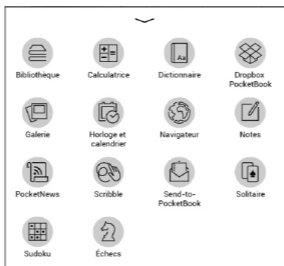 Bibliothèque Calculatrice Dictionnaire Dropbox
PocketBook
Aa
Galerie Horloge et Navigateur Notes
calendrier
PocketNews Scribble Send-to- Solitaire
PocketBook
Sudoku Échecs